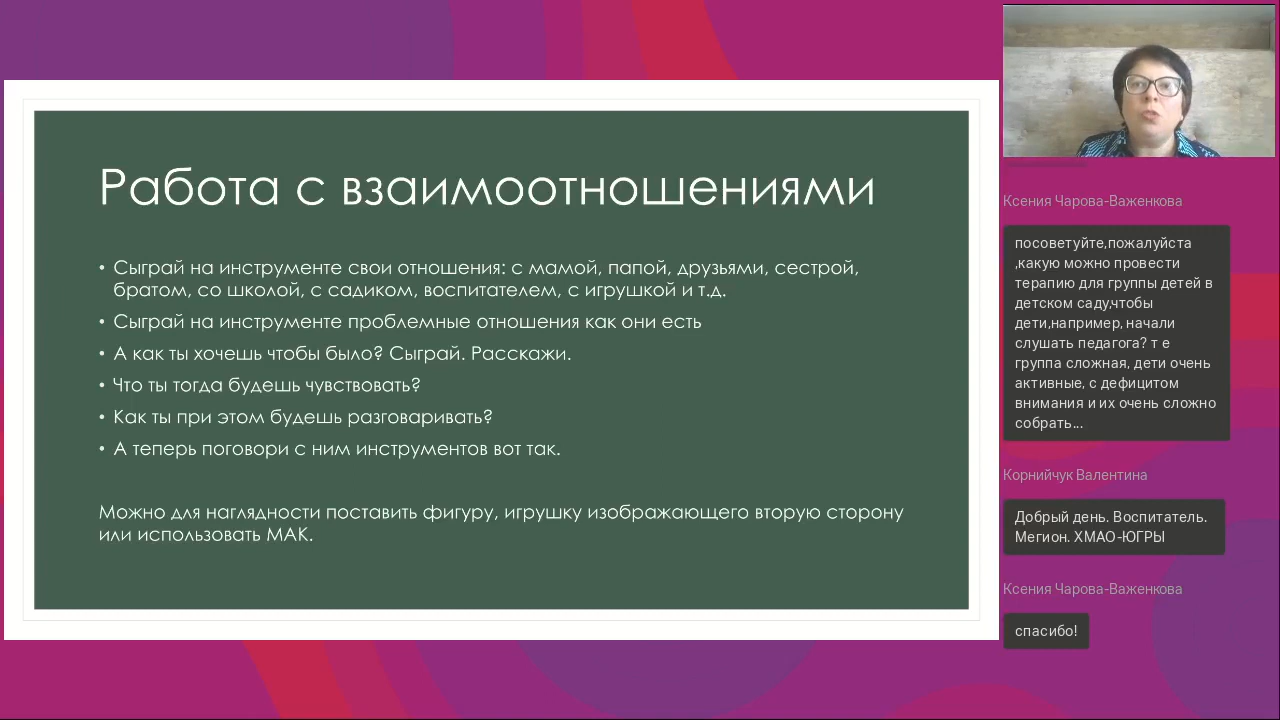 Работа с взаимоотношениями
• Сыграй на инструменте свои отношения: с мамой, папой, друзьями, сестрой,
братом, со школой, с садиком, воспитателем, с игрушкой и т.д.
• Сыграй на инструменте проблемные отношения как они есть
• А как ты хочешь чтобы было? Сыграй. Расскажи.
• Что ты тогда будешь чувствовать?
• Как ты при этом будешь разговаривать?
• А теперь поговори с ним инструментов вот так.
Можно для наглядности поставить фигуру, игрушку изображающего вторую сторону
или использовать МАК.
Ксения Чарова-Важенкова
посоветуйте,пожалуйста
,какую можно провести
терапию для группы детей в
детском саду,чтобы
дети,например, начали
слушать педагога? т е
группа сложная, дети очень
активные, с дефицитом
внимания и их очень сложно
собрать...
Корнийчук Валентина
Добрый день. Воспитатель.
Мегион. ХМАО-ЮГРЫ
Ксения Чарова-Важенкова
спасибо!